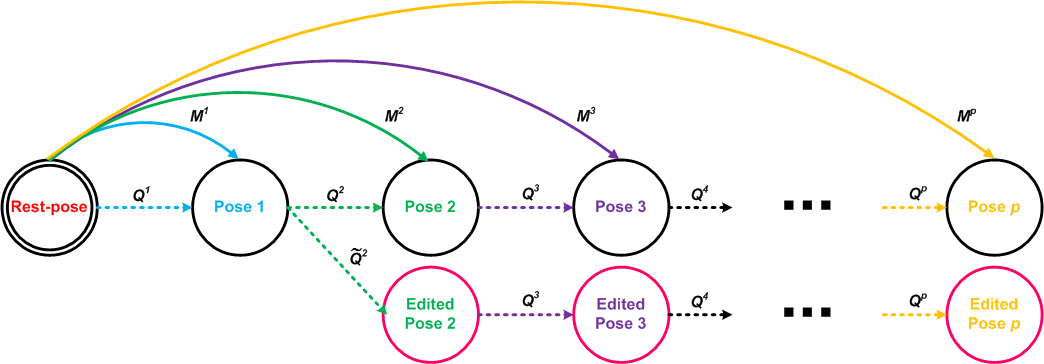 M¹ M² M³ Mᵖ
Rest-pose Q¹ Pose 1 Q² Pose 2 Q³ Pose 3 Q⁴ ... Qᵖ Pose p
Q̃²
Edited Pose 2 Q³ Edited Pose 3 Q⁴ ... Qᵖ Edited Pose p